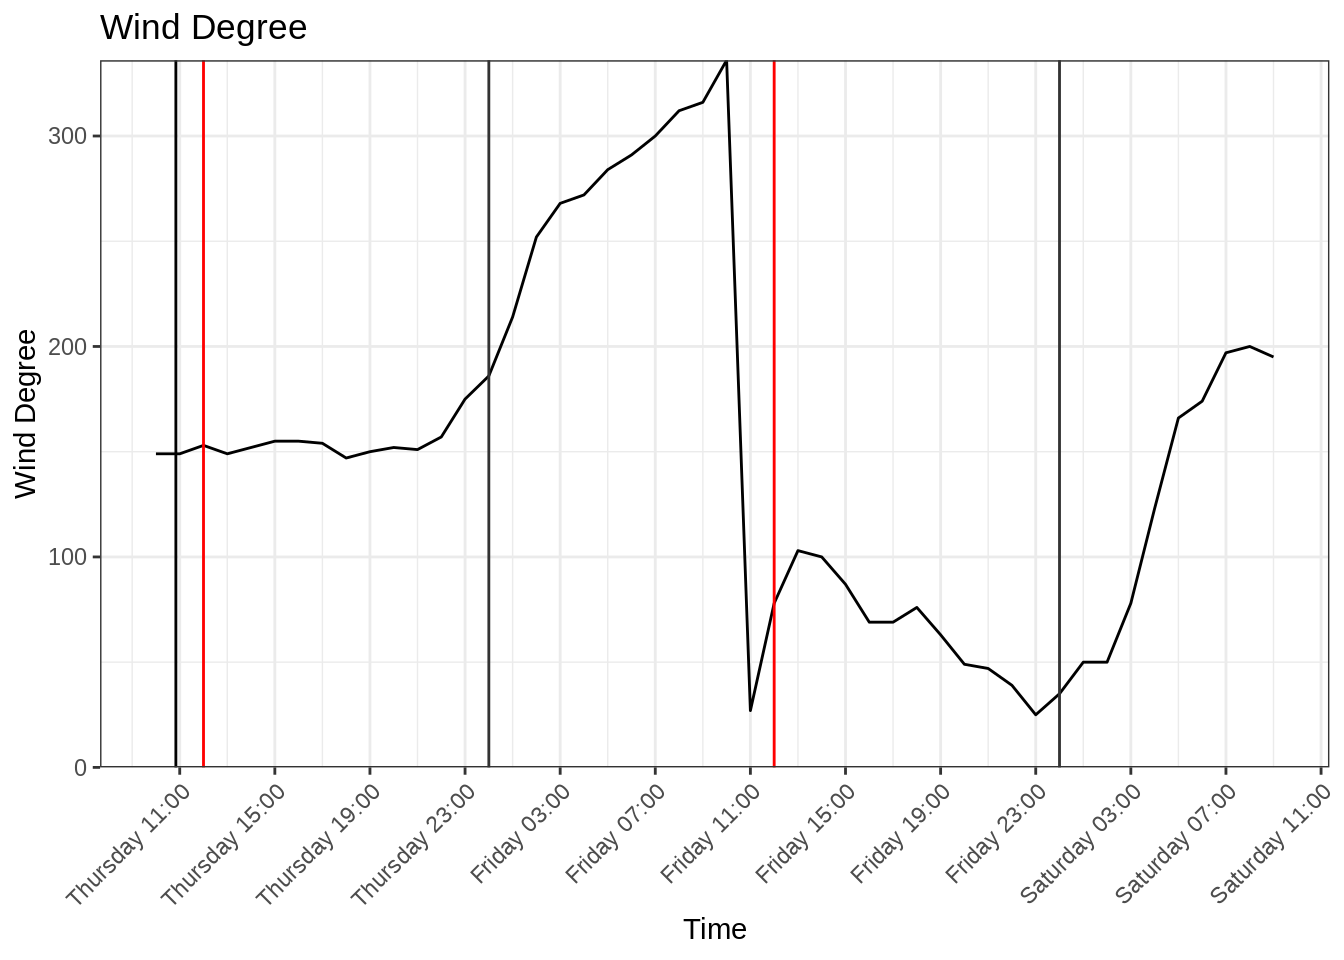 Wind Degree
Wind Degree
300
200
100
0
Thursday 11:00
Thursday 15:00
Thursday 19:00
Thursday 23:00
Friday 03:00
Friday 07:00
Friday 11:00
Friday 15:00
Friday 19:00
Friday 23:00
Saturday 03:00
Saturday 07:00
Saturday 11:00
Time